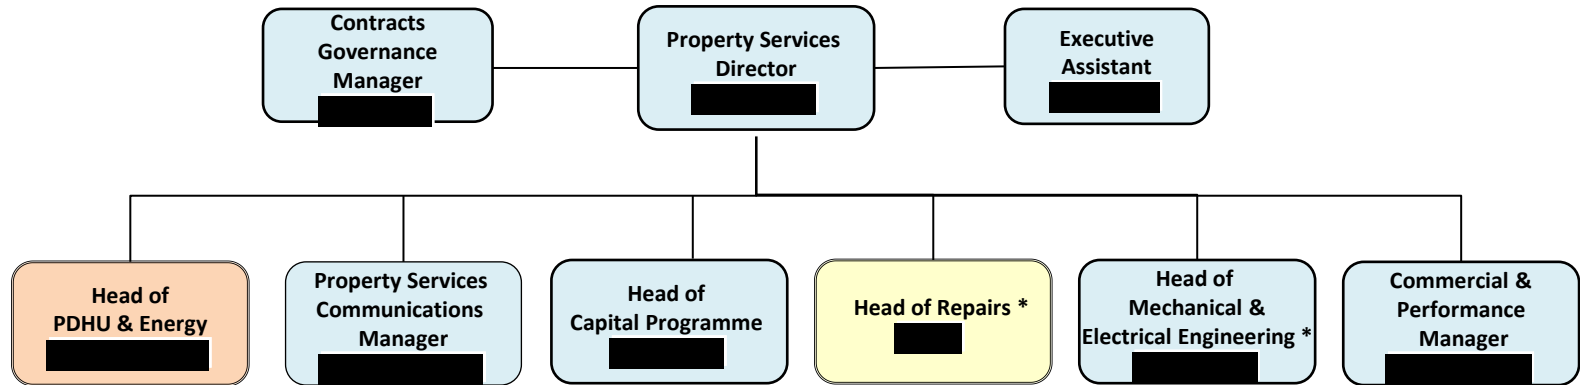 Contracts
Governance
Manager
Property Services
Director
Executive
Assistant
Head of
PDHU & Energy
Property Services
Communications
Manager
Head of
Capital Programme
Head of Repairs *
Head of
Mechanical &
Electrical Engineering *
Commercial &
Performance
Manager